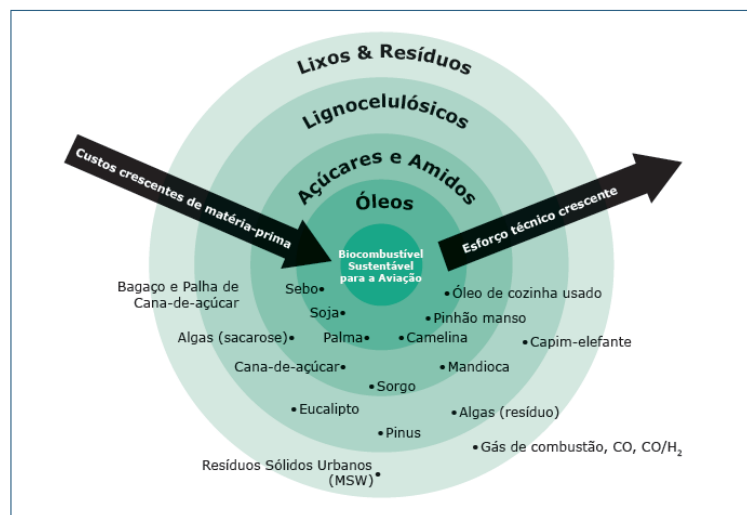 Lixos & Resíduos
Lignocelulósicos
Açúcares e Amidos
Óleos
Custos crescentes de matéria-prima
Esforço técnico crescente
Biocombustível
Sustentável
para a Aviação
Bagaço e Palha de
Cana-de-açúcar
Sebo
Óleo de cozinha usado
Soja
Pinhão manso
Algas (sacarose)
Palma
Camelina
Capim-elefante
Cana-de-açúcar
Mandioca
Sorgo
Eucalipto
Algas (resíduo)
Pinus
Gás de combustão, CO, CO/H₂
Resíduos Sólidos Urbanos
(MSW)